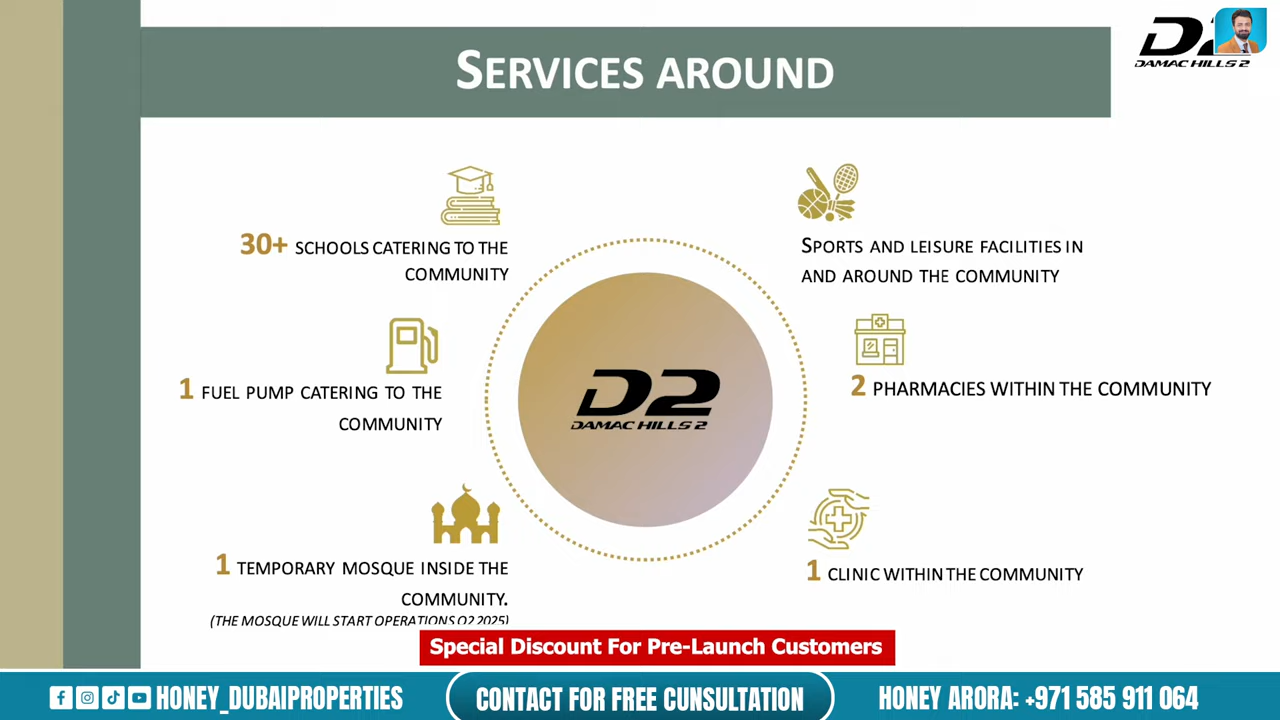 SERVICES AROUND
D2
DAMAC HILLS 2
30+ SCHOOLS CATERING TO THE
COMMUNITY
SPORTS AND LEISURE FACILITIES IN
AND AROUND THE COMMUNITY
1 FUEL PUMP CATERING TO THE
COMMUNITY
2 PHARMACIES WITHIN THE COMMUNITY
D2
DAMAC HILLS 2
1 TEMPORARY MOSQUE INSIDE THE
COMMUNITY.
(THE MOSQUE WILL START OPERATIONS Q2 2025)
1 CLINIC WITHIN THE COMMUNITY
Special Discount For Pre-Launch Customers
HONEY_DUBAIPROPERTIES
CONTACT FOR FREE CUNSULTATION
HONEY ARORA: +971 585 911 064